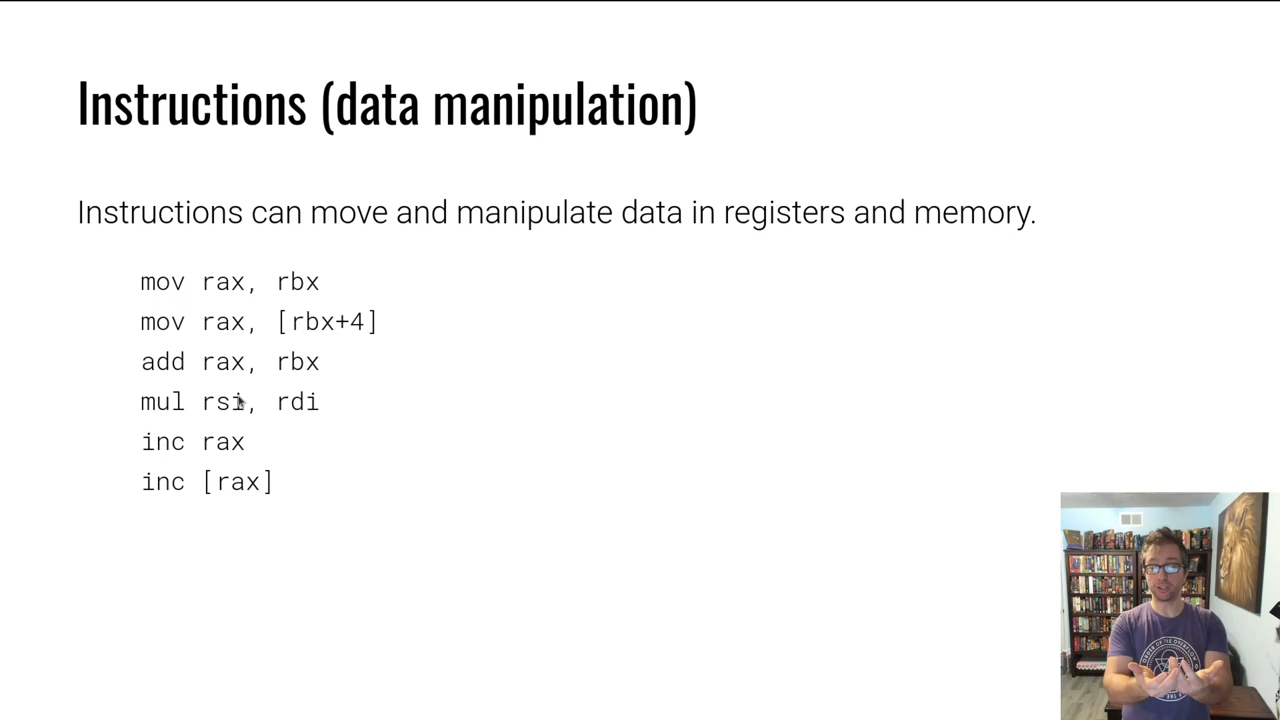 Instructions (data manipulation)
Instructions can move and manipulate data in registers and memory.
mov rax, rbx
mov rax, [rbx+4]
add rax, rbx
mul rsi, rdi
inc rax
inc [rax]